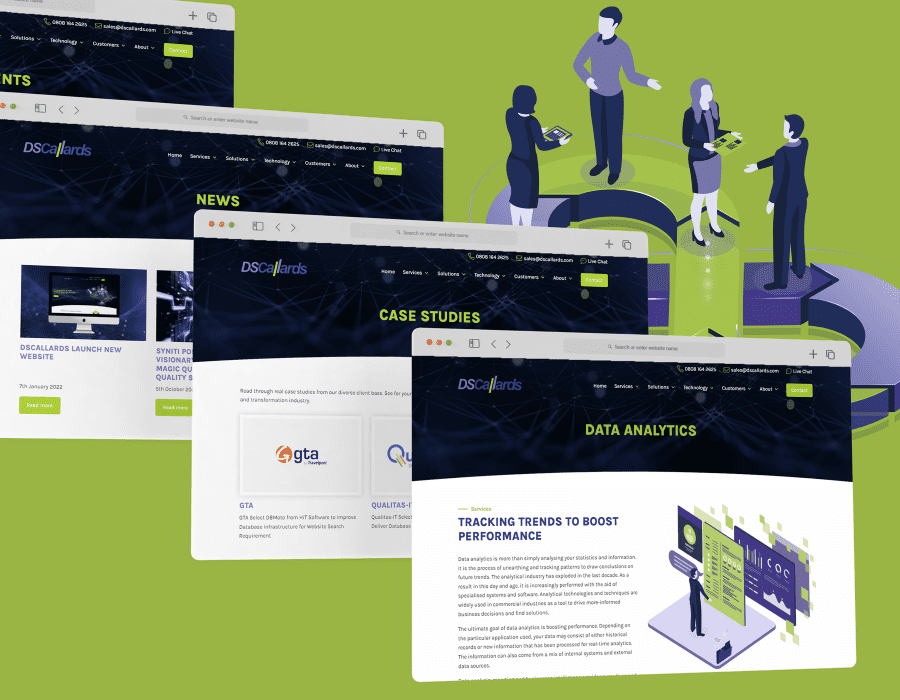 0808 164 2625 sales@dscallards.com Live Chat
Solutions Technology Customers About Contact
NTS
Search or enter website name
DSCallards
0808 164 2625 sales@dscallards.com Live Chat
Home Services Solutions Technology Customers About Contact
NEWS
DSCALLARDS LAUNCH NEW
WEBSITE
7th January 2022
Read more
SYNITI PO
VISIONAR
MAGIC QU
QUALITY S
5th October 20
Read more
Search or enter website name
DSCallards
0808 164 2625 sales@dscallards.com Live Chat
Home Services Solutions Technology Customers About Contact
CASE STUDIES
Read through real case studies from our diverse client base. See for your
and transformation industry.
gta
by Travelport
GTA
GTA Select DBMoto from HiT Software to Improve
Database Infrastructure for Website Search
Requirement
Qu
QUALITAS-IT
Qualitas-IT Select
Deliver Database
Search or enter website name
DSCallards
0808 164 2625 sales@dscallards.com Live Chat
Home Services Solutions Technology Customers About Contact
DATA ANALYTICS
Services
TRACKING TRENDS TO BOOST
PERFORMANCE
Data analytics is more than simply analysing your statistics and information.
It is the process of unearthing and tracking patterns to draw conclusions on
future trends. The analytical industry has exploded in the last decade. As a
result in this day and age, it is increasingly performed with the aid of
specialised systems and software. Analytical technologies and techniques are
widely used in commercial industries as a tool to drive more-informed
business decisions and find solutions.
The ultimate goal of data analytics is boosting performance. Depending on
the particular application used, your data may consist of either historical
records or new information that has been processed for real-time analytics.
The information can also come from a mix of internal systems and external
data sources.